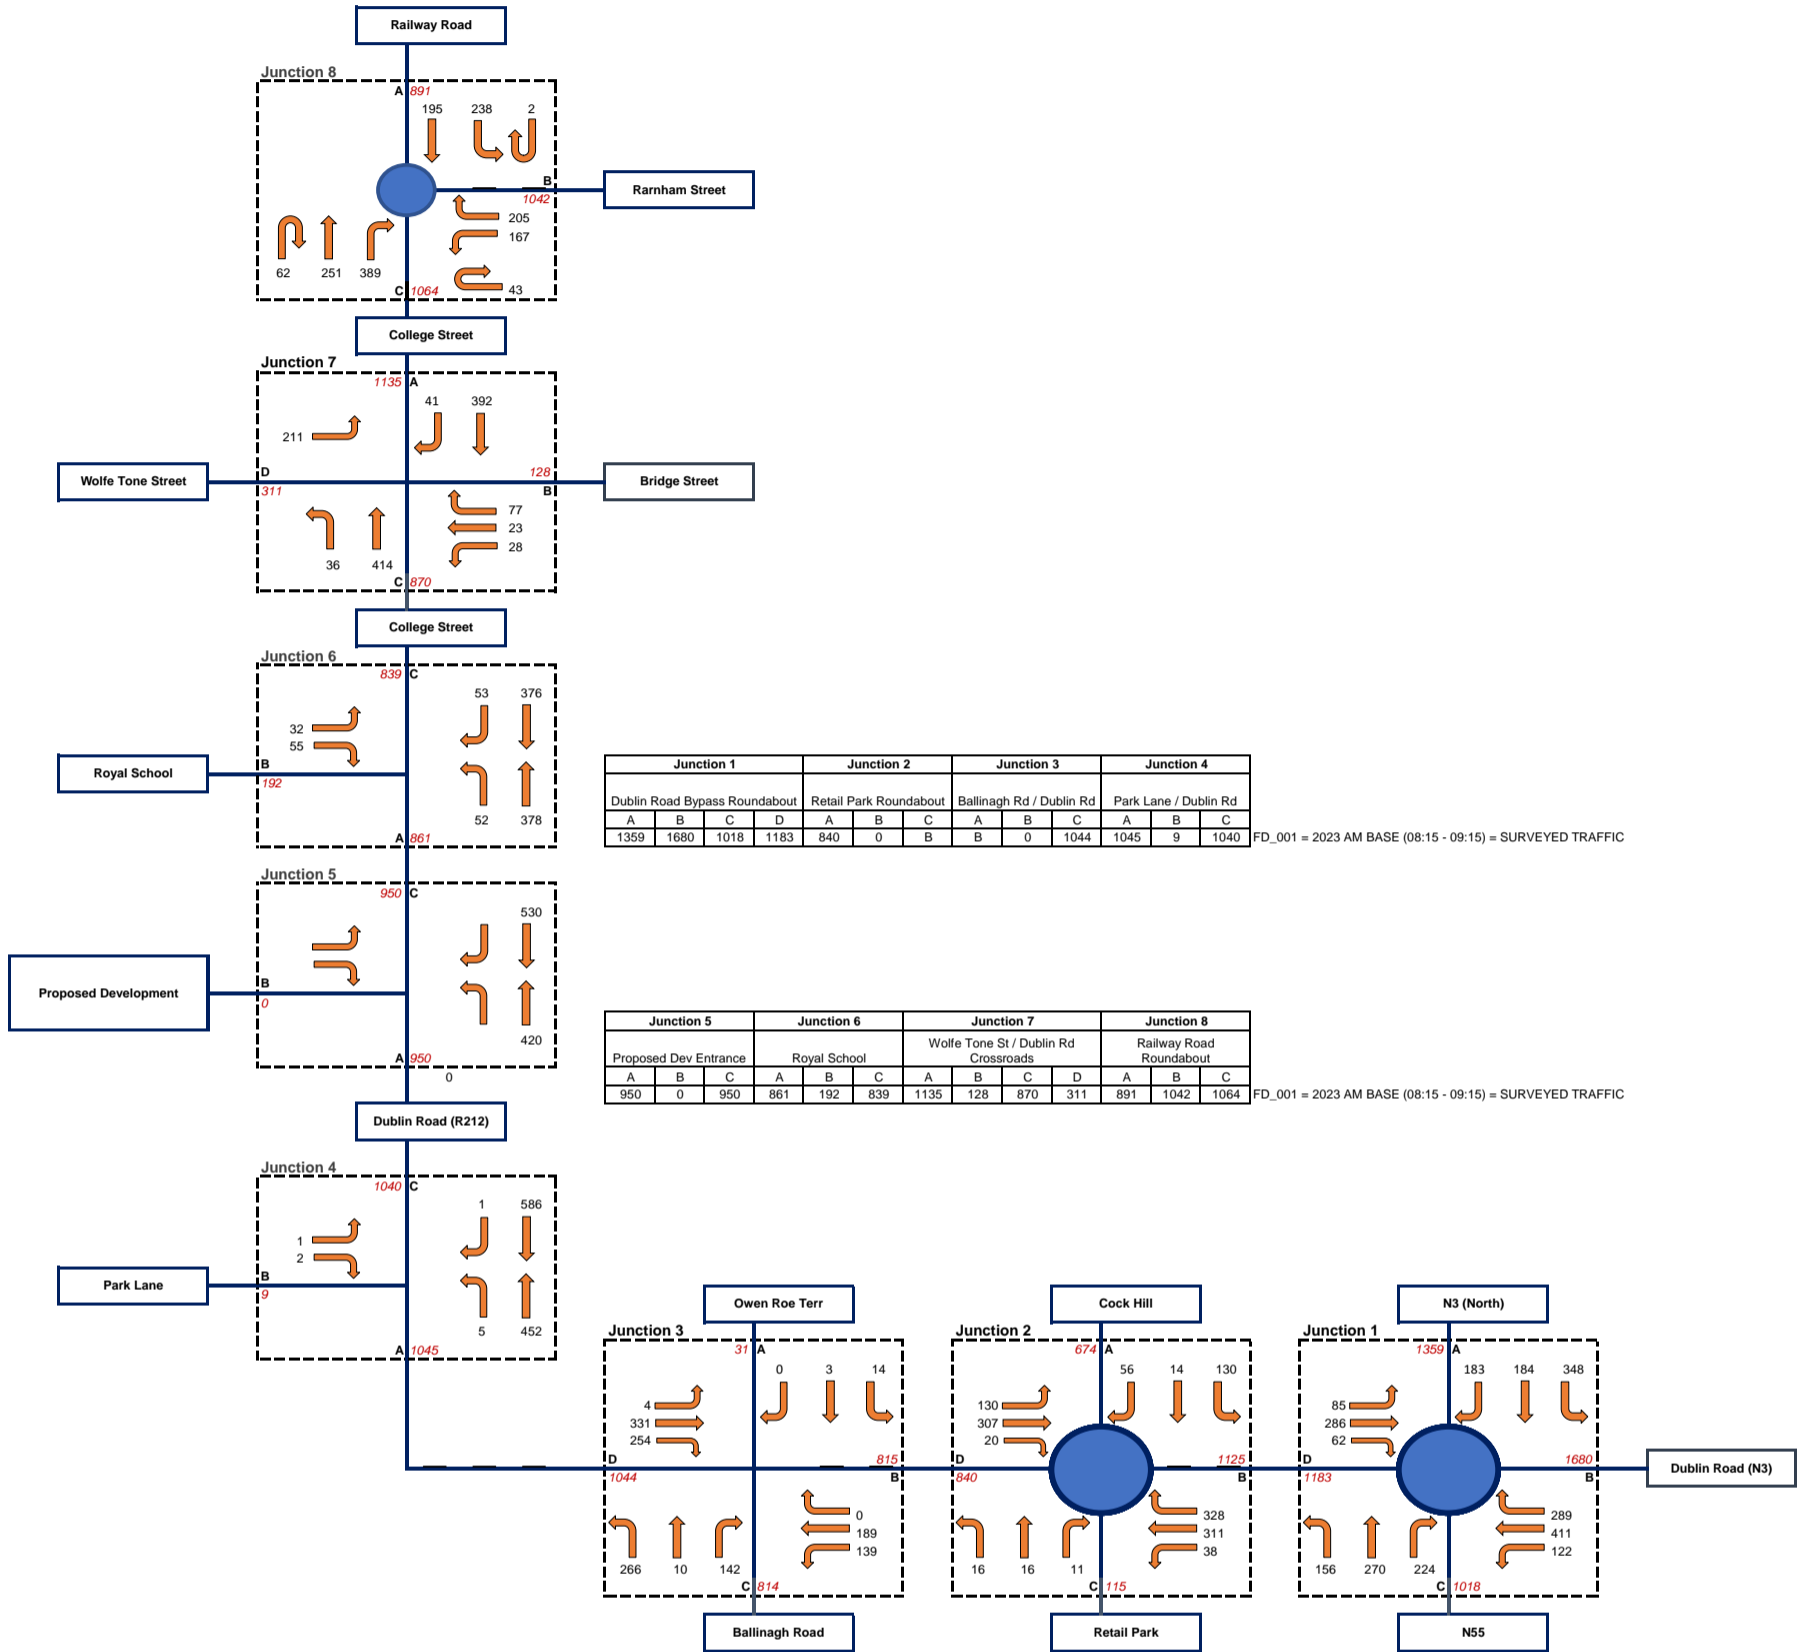 Railway Road
Junction 8
A 891
195 238 2
B
Rarnham Street
1042
205
167
62 251 389
43
C 1064
College Street
Junction 7
1135 A
41 392
211
D
128
Wolfe Tone Street
Bridge Street
311
B
77
23
28
36 414
C 870
College Street
Junction 6
839 C
53 376
32
55
B
Royal School
192
52 378
A 861
Junction 1 Junction 2 Junction 3 Junction 4
Dublin Road Bypass Roundabout Retail Park Roundabout Ballinagh Rd / Dublin Rd Park Lane / Dublin Rd
A B C D A B C A B C A B C
1359 1680 1018 1183 840 0 B B 0 1044 1045 9 1040 FD_001 = 2023 AM BASE (08:15 - 09:15) = SURVEYED TRAFFIC
Junction 5
950 C
530
B
Proposed Development
0
420
A 950
0
Junction 5 Junction 6 Junction 7 Junction 8
Proposed Dev Entrance Royal School Wolfe Tone St / Dublin Rd
Crossroads
Railway Road
Roundabout
A B C A B C A B C D A B C
950 0 950 861 192 839 1135 128 870 311 891 1042 1064 FD_001 = 2023 AM BASE (08:15 - 09:15) = SURVEYED TRAFFIC
Dublin Road (R212)
Junction 4
1040 C
1 586
1
2
B
Park Lane
9
5 452
A 1045
Owen Roe Terr
Junction 3
31 A
0 3 14
4
331
254
D
815
1044
B
0
189
139
266 10 142
C 814
Ballinagh Road
Cock Hill
Junction 2
674 A
56 14 130
130
307
20
D
1125
840
B
328
311
38
16 16 11
C 115
Retail Park
N3 (North)
Junction 1
1359 A
183 184 348
85
286
62
D
1680
1183
B
Dublin Road (N3)
289
411
122
156 270 224
C 1018
N55